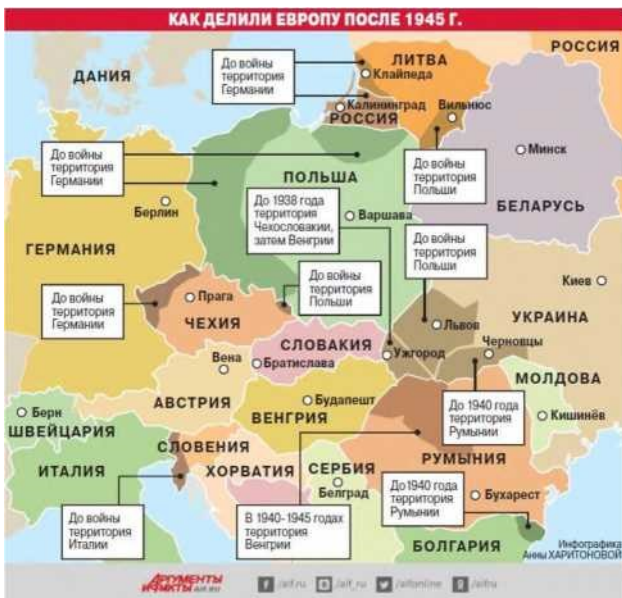 КАК ДЕЛИЛИ ЕВРОПУ ПОСЛЕ 1945 Г.
ДАНИЯ
До войны
территория
Германии
ЛИТВА
Клайпеда
РОССИЯ
Калининград
РОССИЯ
Вильнюс
До войны
территория
Германии
ПОЛЬША
До войны
территория
Польши
Минск
БЕЛАРУСЬ
Берлин
До 1938 года
территория
Чехословакии,
затем Венгрии
Варшава
ГЕРМАНИЯ
До войны
территория
Польши
До войны
территория
Польши
Киев
До войны
территория
Германии
Прага
ЧЕХИЯ
Львов
УКРАИНА
СЛОВАКИЯ
Братислава
Ужгород
Черновцы
Вена
АВСТРИЯ
Будапешт
ВЕНГРИЯ
МОЛДОВА
Кишинёв
До 1940 года
территория
Румынии
Берн
ШВЕЙЦАРИЯ
СЛОВЕНИЯ
ИТАЛИЯ
ХОРВАТИЯ
СЕРБИЯ
Белград
РУМЫНИЯ
Бухарест
До 1940 года
территория
Румынии
До войны
территория
Италии
В 1940-1945 годах
территория
Венгрии
БОЛГАРИЯ
Инфографика
Анны ХАРИТОНОВОЙ
АРГУМЕНТЫ
И ФАКТЫ AIF.RU
/aif.ru
/aif_ru
/aifonline
/aifru